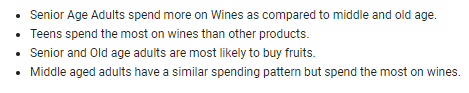 • Senior Age Adults spend more on Wines as compared to middle and old age.
• Teens spend the most on wines than other products.
• Senior and Old age adults are most likely to buy fruits.
• Middle aged adults have a similar spending pattern but spend the most on wines.